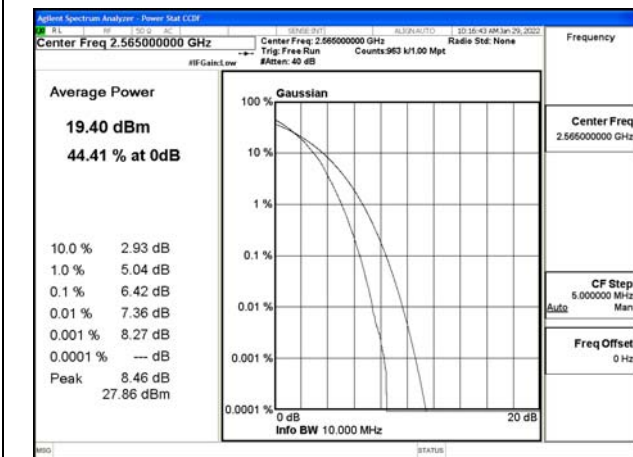 Agilent Spectrum Analyzer - Power Stat CCDF
RL RF 50 Ω AC SENSE:INT ALIGN AUTO 10:16:43 AM Jan 29, 2022
Center Freq 2.565000000 GHz
Center Freq: 2.565000000 GHz
Radio Std: None
Trig: Free Run Counts:963 k/1.00 Mpt
#IFGain:Low #Atten: 40 dB
Frequency
Average Power
19.40 dBm
44.41 % at 0dB
10.0 % 2.93 dB
1.0 % 5.04 dB
0.1 % 6.42 dB
0.01 % 7.36 dB
0.001 % 8.27 dB
0.0001 % --- dB
Peak 8.46 dB
27.86 dBm
Gaussian
100 %
10 %
1 %
0.1 %
0.01 %
0.001 %
0.0001 %
0 dB 20 dB
Info BW 10.000 MHz
Center Freq
2.565000000 GHz
CF Step
5.000000 MHz
Auto Man
Freq Offset
0 Hz
MSG STATUS